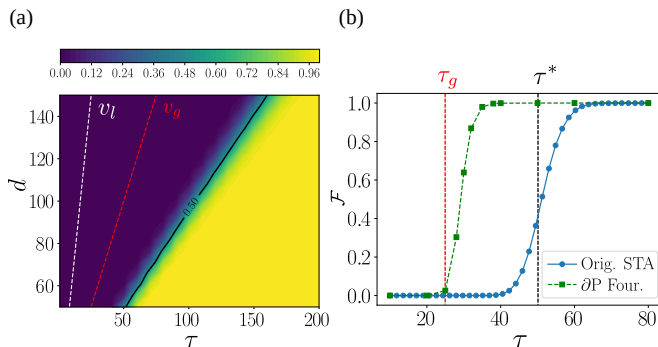 (a)
(b)
0.00 0.12 0.24 0.36 0.48 0.60 0.72 0.84 0.96
τ_g
τ*
140
120
100
80
60
d
v_l
v_g
0.50
50 100 150 200
τ
1.0
0.8
0.6
0.4
0.2
0.0
ℱ
Orig. STA
∂P Four.
20 40 60 80
τ